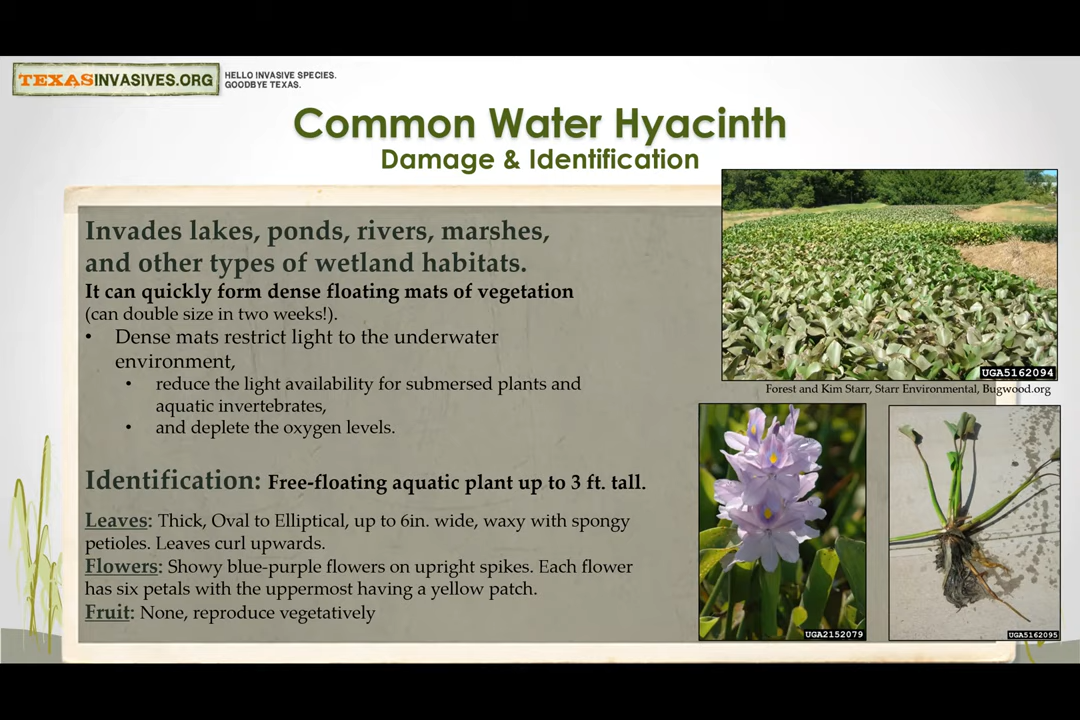 TEXASINVASIVES.ORG
HELLO INVASIVE SPECIES.
GOODBYE TEXAS.
Common Water Hyacinth
Damage & Identification
Invades lakes, ponds, rivers, marshes,
and other types of wetland habitats.
It can quickly form dense floating mats of vegetation
(can double size in two weeks!).
• Dense mats restrict light to the underwater
environment,
• reduce the light availability for submersed plants and
aquatic invertebrates,
• and deplete the oxygen levels.
Identification: Free-floating aquatic plant up to 3 ft. tall.
Leaves: Thick, Oval to Elliptical, up to 6in. wide, waxy with spongy
petioles. Leaves curl upwards.
Flowers: Showy blue-purple flowers on upright spikes. Each flower
has six petals with the uppermost having a yellow patch.
Fruit: None, reproduce vegetatively
UGA5162094
Forest and Kim Starr, Starr Environmental, Bugwood.org
UGA2152079
UGA5162095